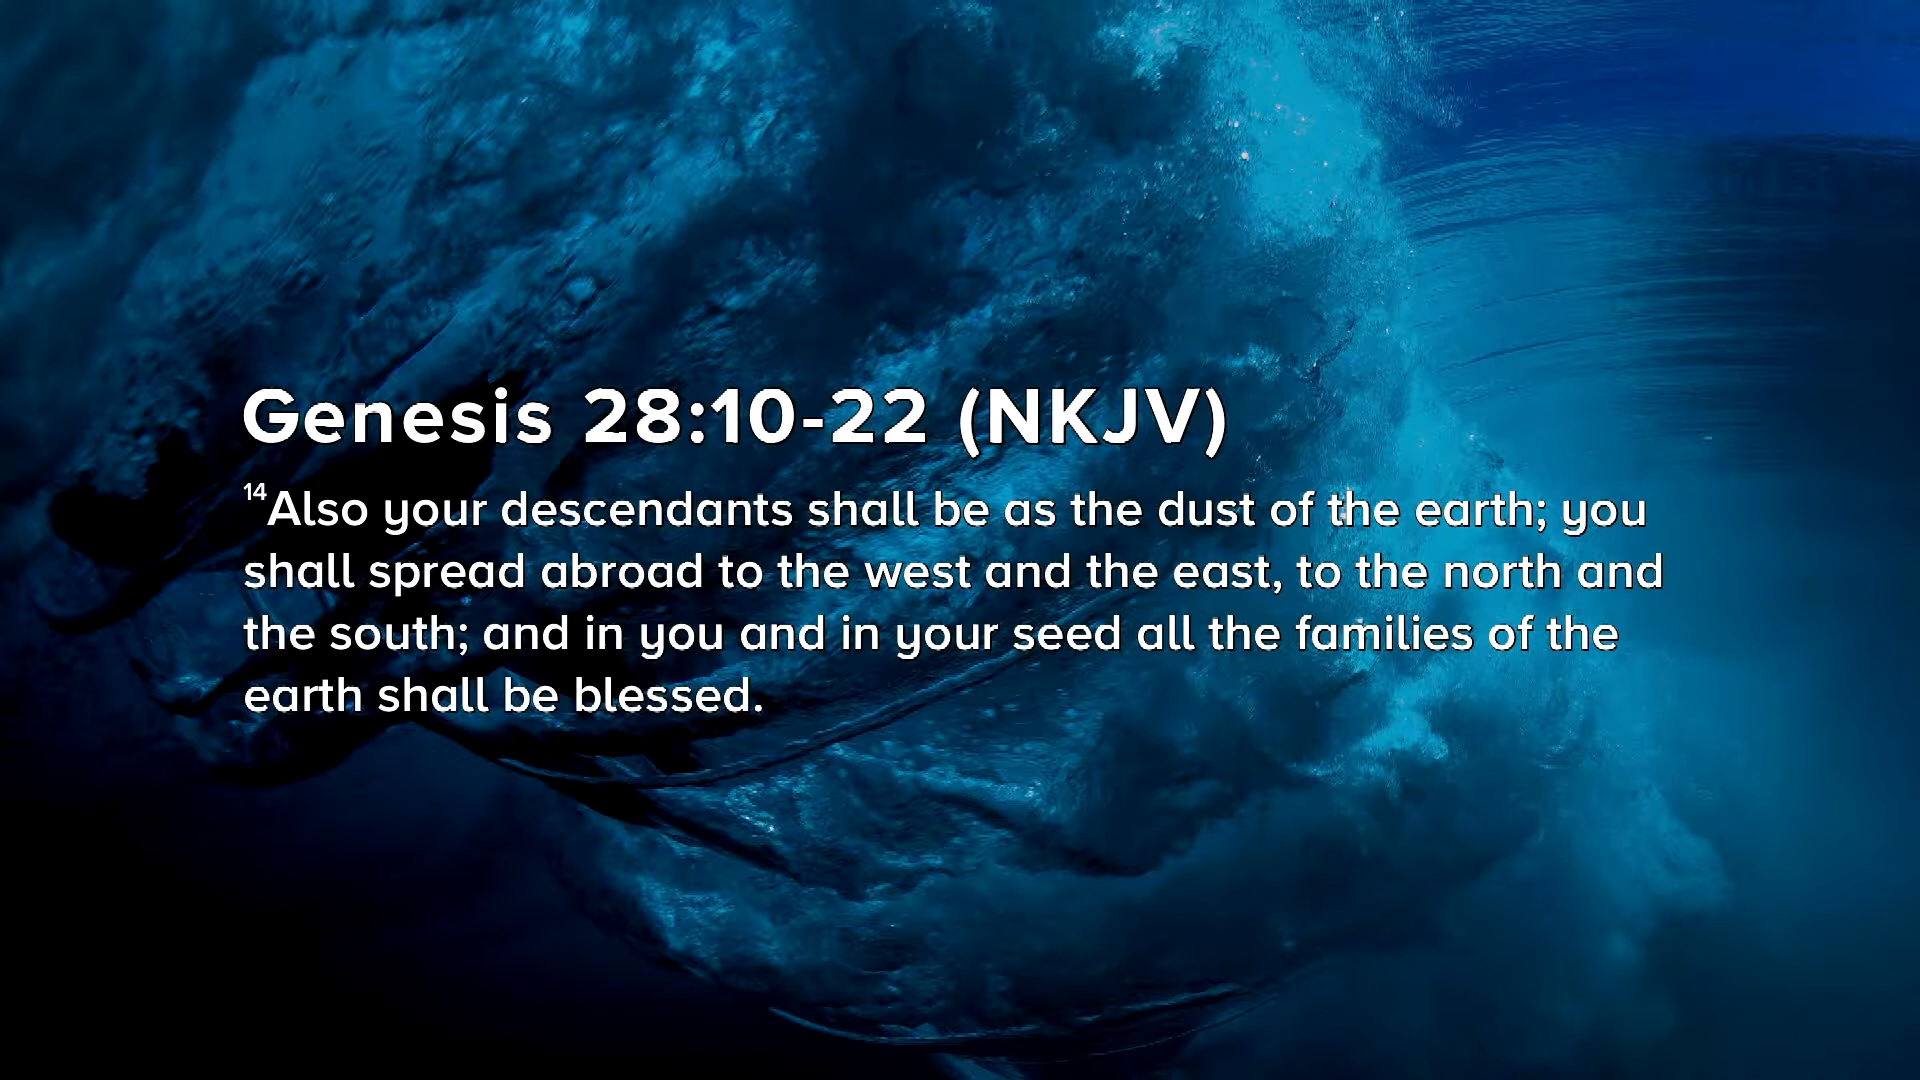 Genesis 28:10-22 (NKJV)
14Also your descendants shall be as the dust of the earth; you
shall spread abroad to the west and the east, to the north and
the south; and in you and in your seed all the families of the
earth shall be blessed.